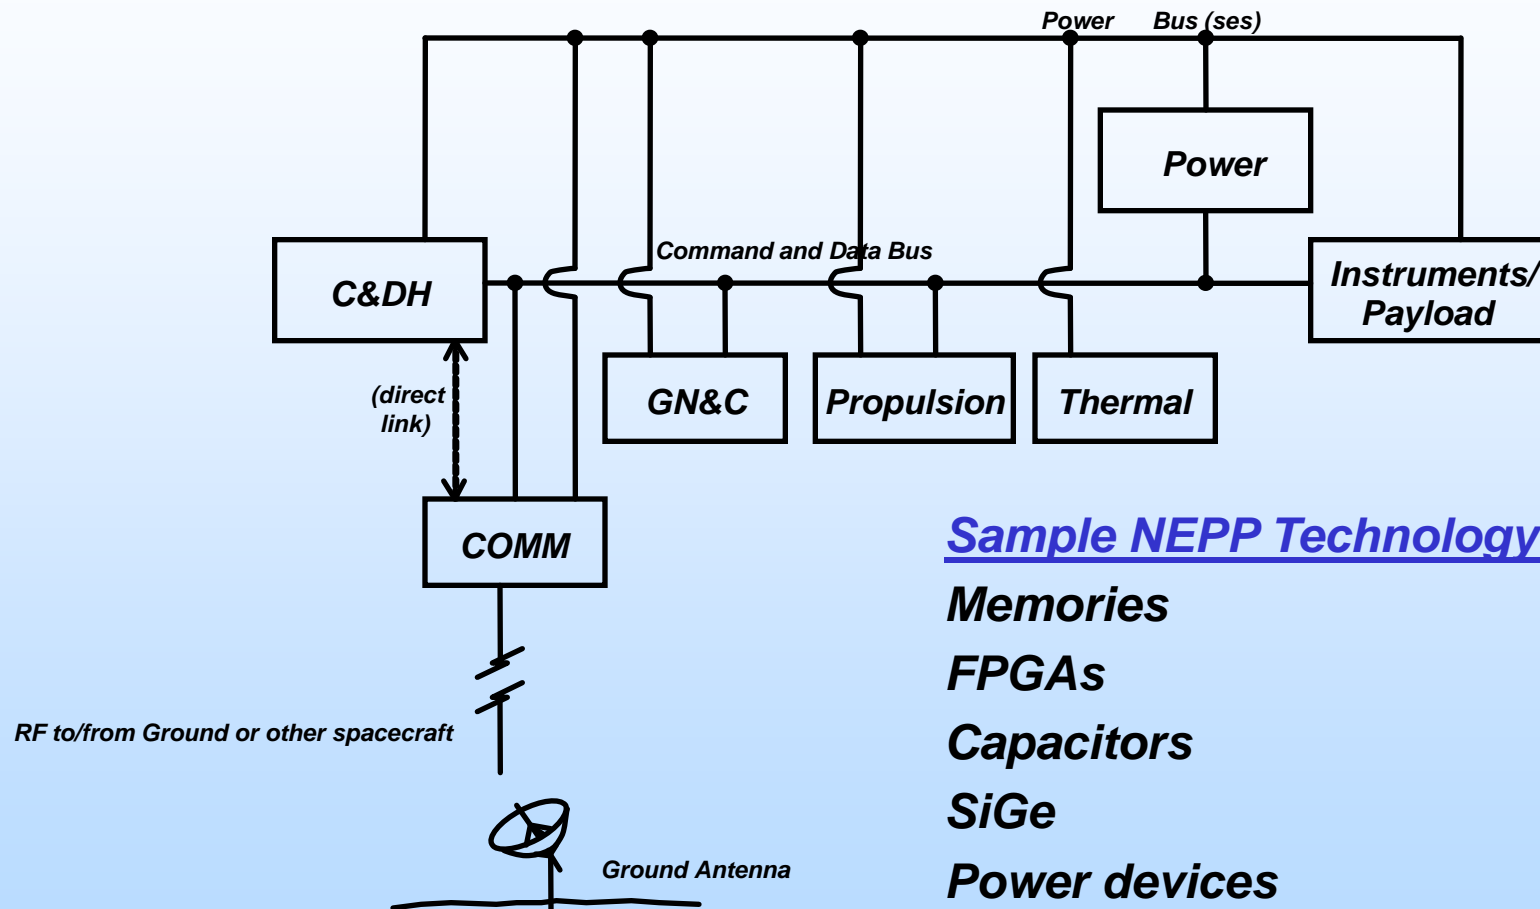 Power Bus (ses)
Power
Command and Data Bus
C&DH
Instruments/
Payload
(direct
link)
GN&C
Propulsion
Thermal
COMM
Sample NEPP Technology
Memories
FPGAs
RF to/from Ground or other spacecraft
Capacitors
SiGe
Ground Antenna
Power devices